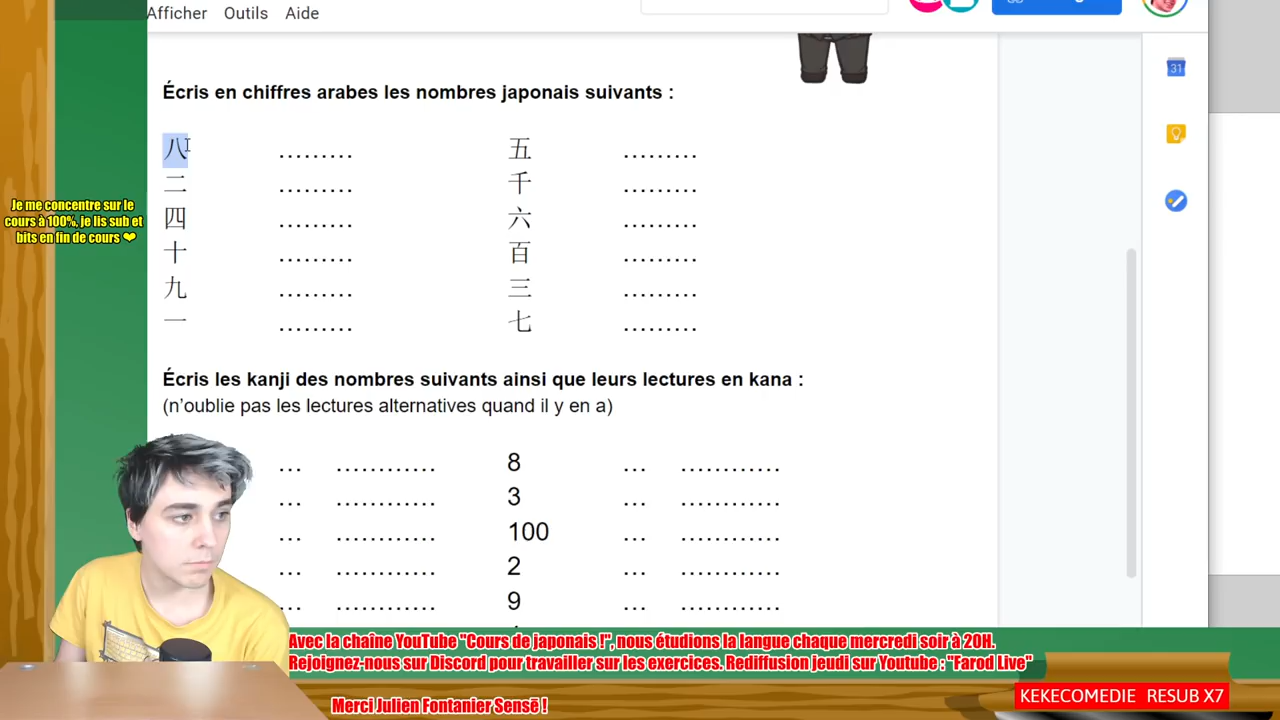 Afficher Outils Aide
Écris en chiffres arabes les nombres japonais suivants :
八 ......... 五 .........
二 ......... 千 .........
四 ......... 六 .........
十 ......... 百 .........
九 ......... 三 .........
一 ......... 七 .........
Écris les kanji des nombres suivants ainsi que leurs lectures en kana :
(n'oublie pas les lectures alternatives quand il y en a)
... ............ 8 ... ............
... ............ 3 ... ............
... ............ 100 ... ............
... ............ 2 ... ............
... ............ 9 ... ............
31
Je me concentre sur le
cours à 100%, je lis sub et
bits en fin de cours ❤
Avec la chaîne YouTube "Cours de japonais !", nous étudions la langue chaque mercredi soir à 20H.
Rejoignez-nous sur Discord pour travailler sur les exercices. Rediffusion jeudi sur Youtube : "Farod Live"
Merci Julien Fontanier Sensē !
KEKECOMEDIE RESUB X7